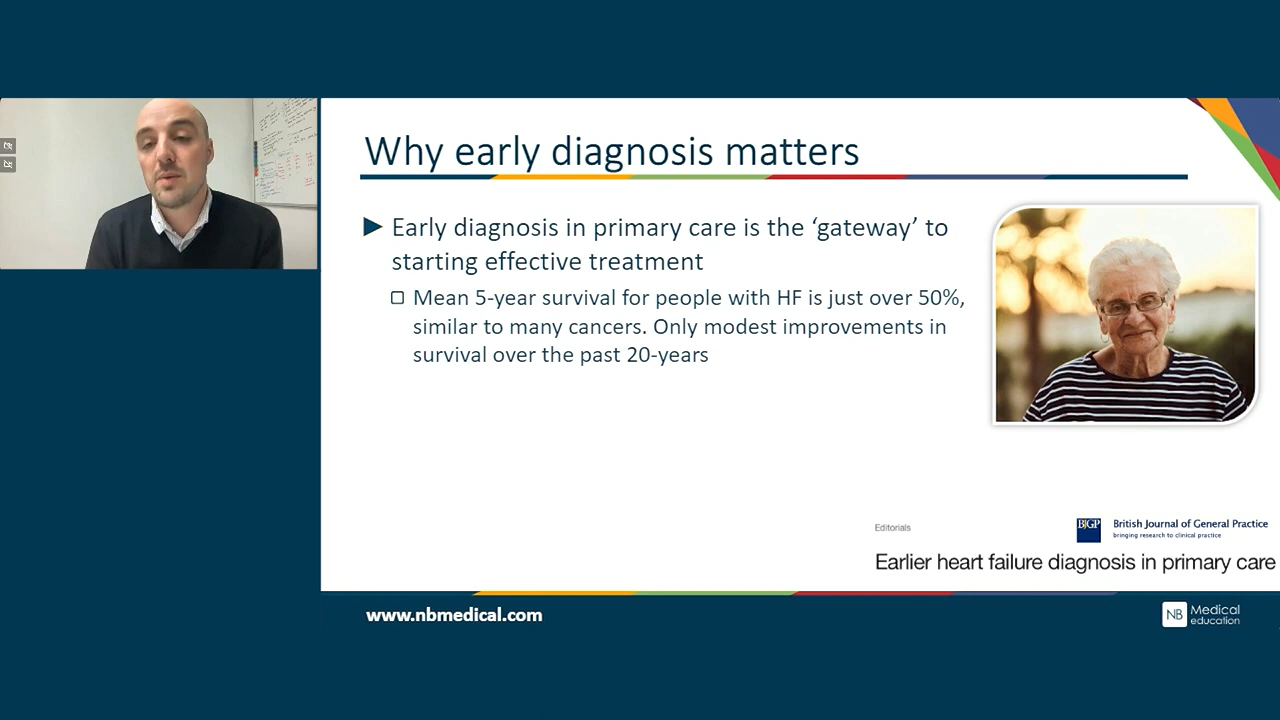 Why early diagnosis matters
Early diagnosis in primary care is the ‘gateway’ to
starting effective treatment
Mean 5-year survival for people with HF is just over 50%,
similar to many cancers. Only modest improvements in
survival over the past 20-years
Editorials
BJGP
British Journal of General Practice
bringing research to clinical practice
Earlier heart failure diagnosis in primary care
www.nbmedical.com
NB
Medical
education